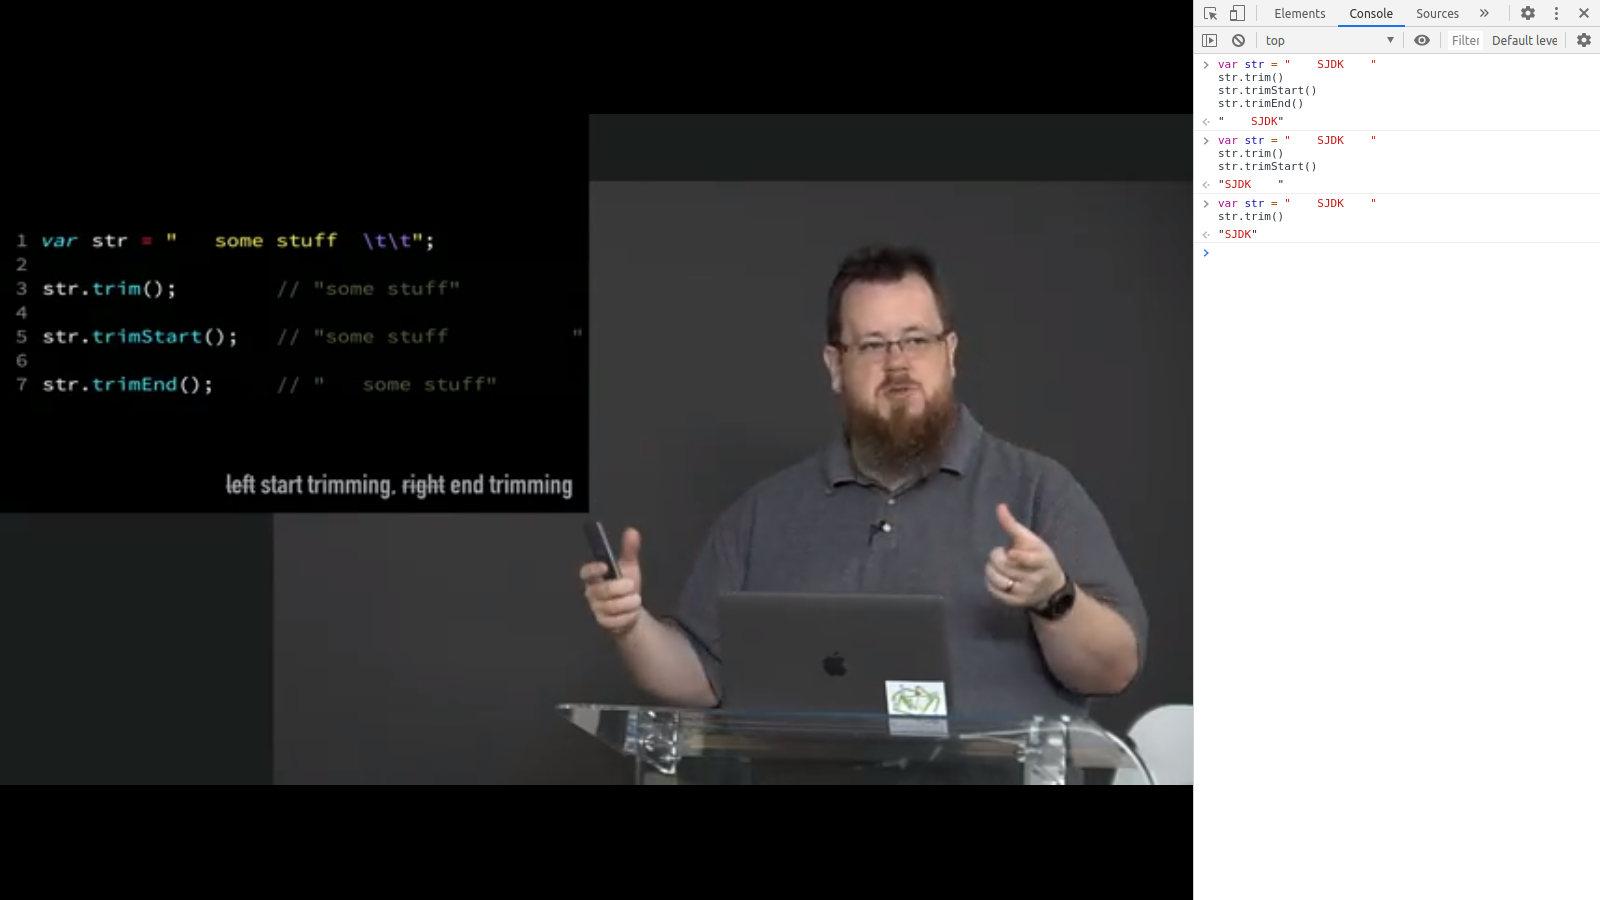 1 var str = "   some stuff  \t\t";
2
3 str.trim();        // "some stuff"
4
5 str.trimStart();   // "some stuff          "
6
7 str.trimEnd();     // "   some stuff"
left start trimming, right end trimming
Elements Console Sources »
top Filter Default leve
> var str = "    SJDK    "
str.trim()
str.trimStart()
str.trimEnd()
"    SJDK"
> var str = "    SJDK    "
str.trim()
str.trimStart()
"SJDK    "
> var str = "    SJDK    "
str.trim()
"SJDK"
>